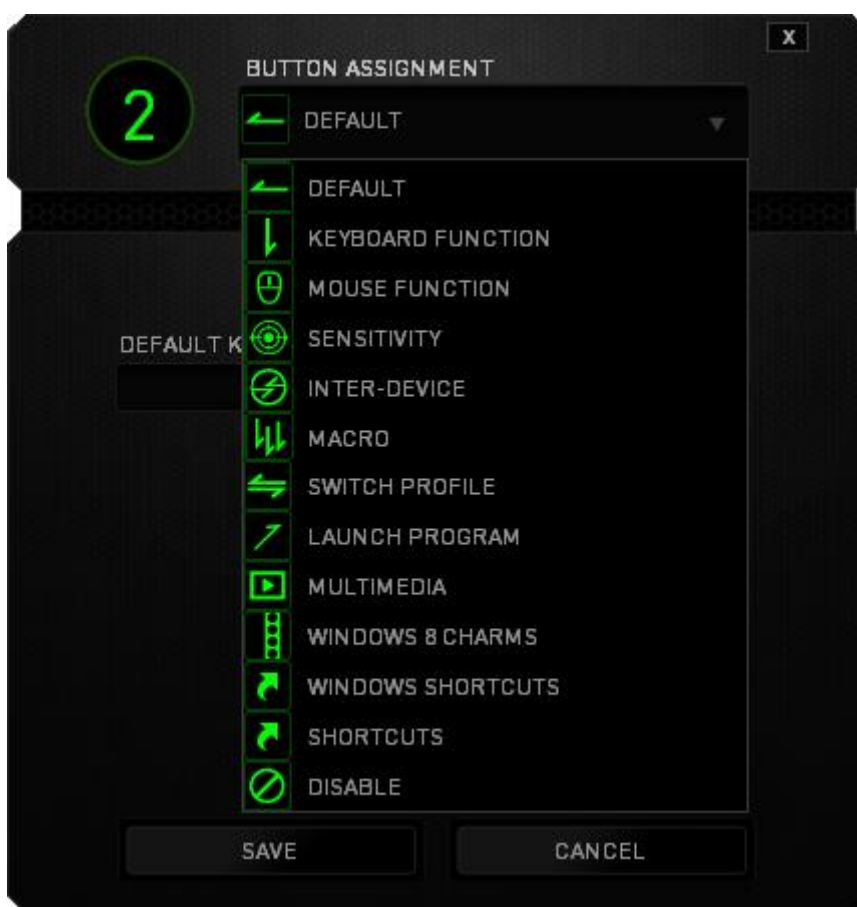 X
BUTTON ASSIGNMENT
2
DEFAULT
DEFAULT
KEYBOARD FUNCTION
MOUSE FUNCTION
DEFAULT K
SENSITIVITY
INTER-DEVICE
MACRO
SWITCH PROFILE
LAUNCH PROGRAM
MULTIMEDIA
WINDOWS 8 CHARMS
WINDOWS SHORTCUTS
SHORTCUTS
DISABLE
SAVE
CANCEL